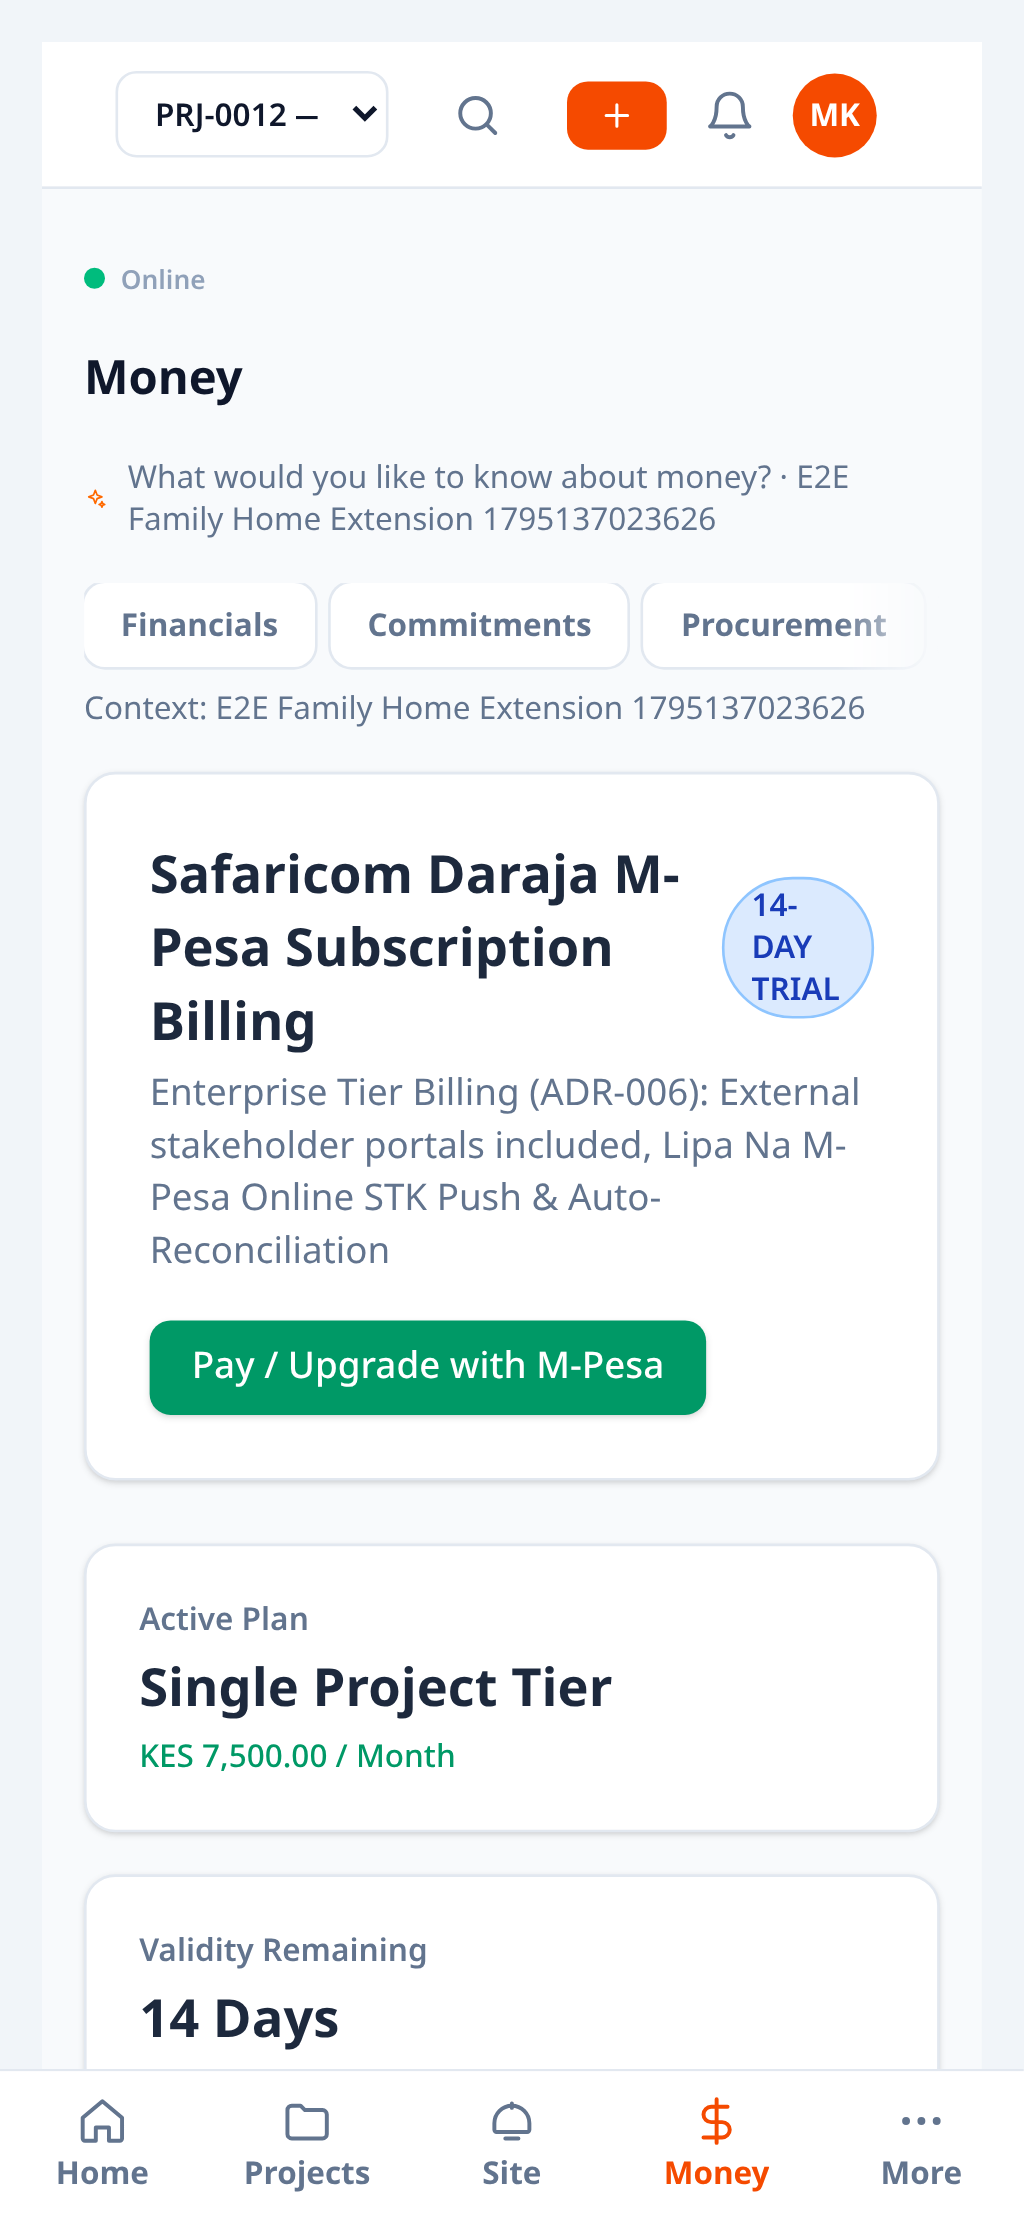 PRJ-0012 —
MK
Online
Money
What would you like to know about money? · E2E
Family Home Extension 1795137023626
Financials
Commitments
Procurement
Context: E2E Family Home Extension 1795137023626
Safaricom Daraja M-
Pesa Subscription
Billing
14-
DAY
TRIAL
Enterprise Tier Billing (ADR-006): External
stakeholder portals included, Lipa Na M-
Pesa Online STK Push & Auto-
Reconciliation
Pay / Upgrade with M-Pesa
Active Plan
Single Project Tier
KES 7,500.00 / Month
Validity Remaining
14 Days
Home
Projects
Site
Money
More